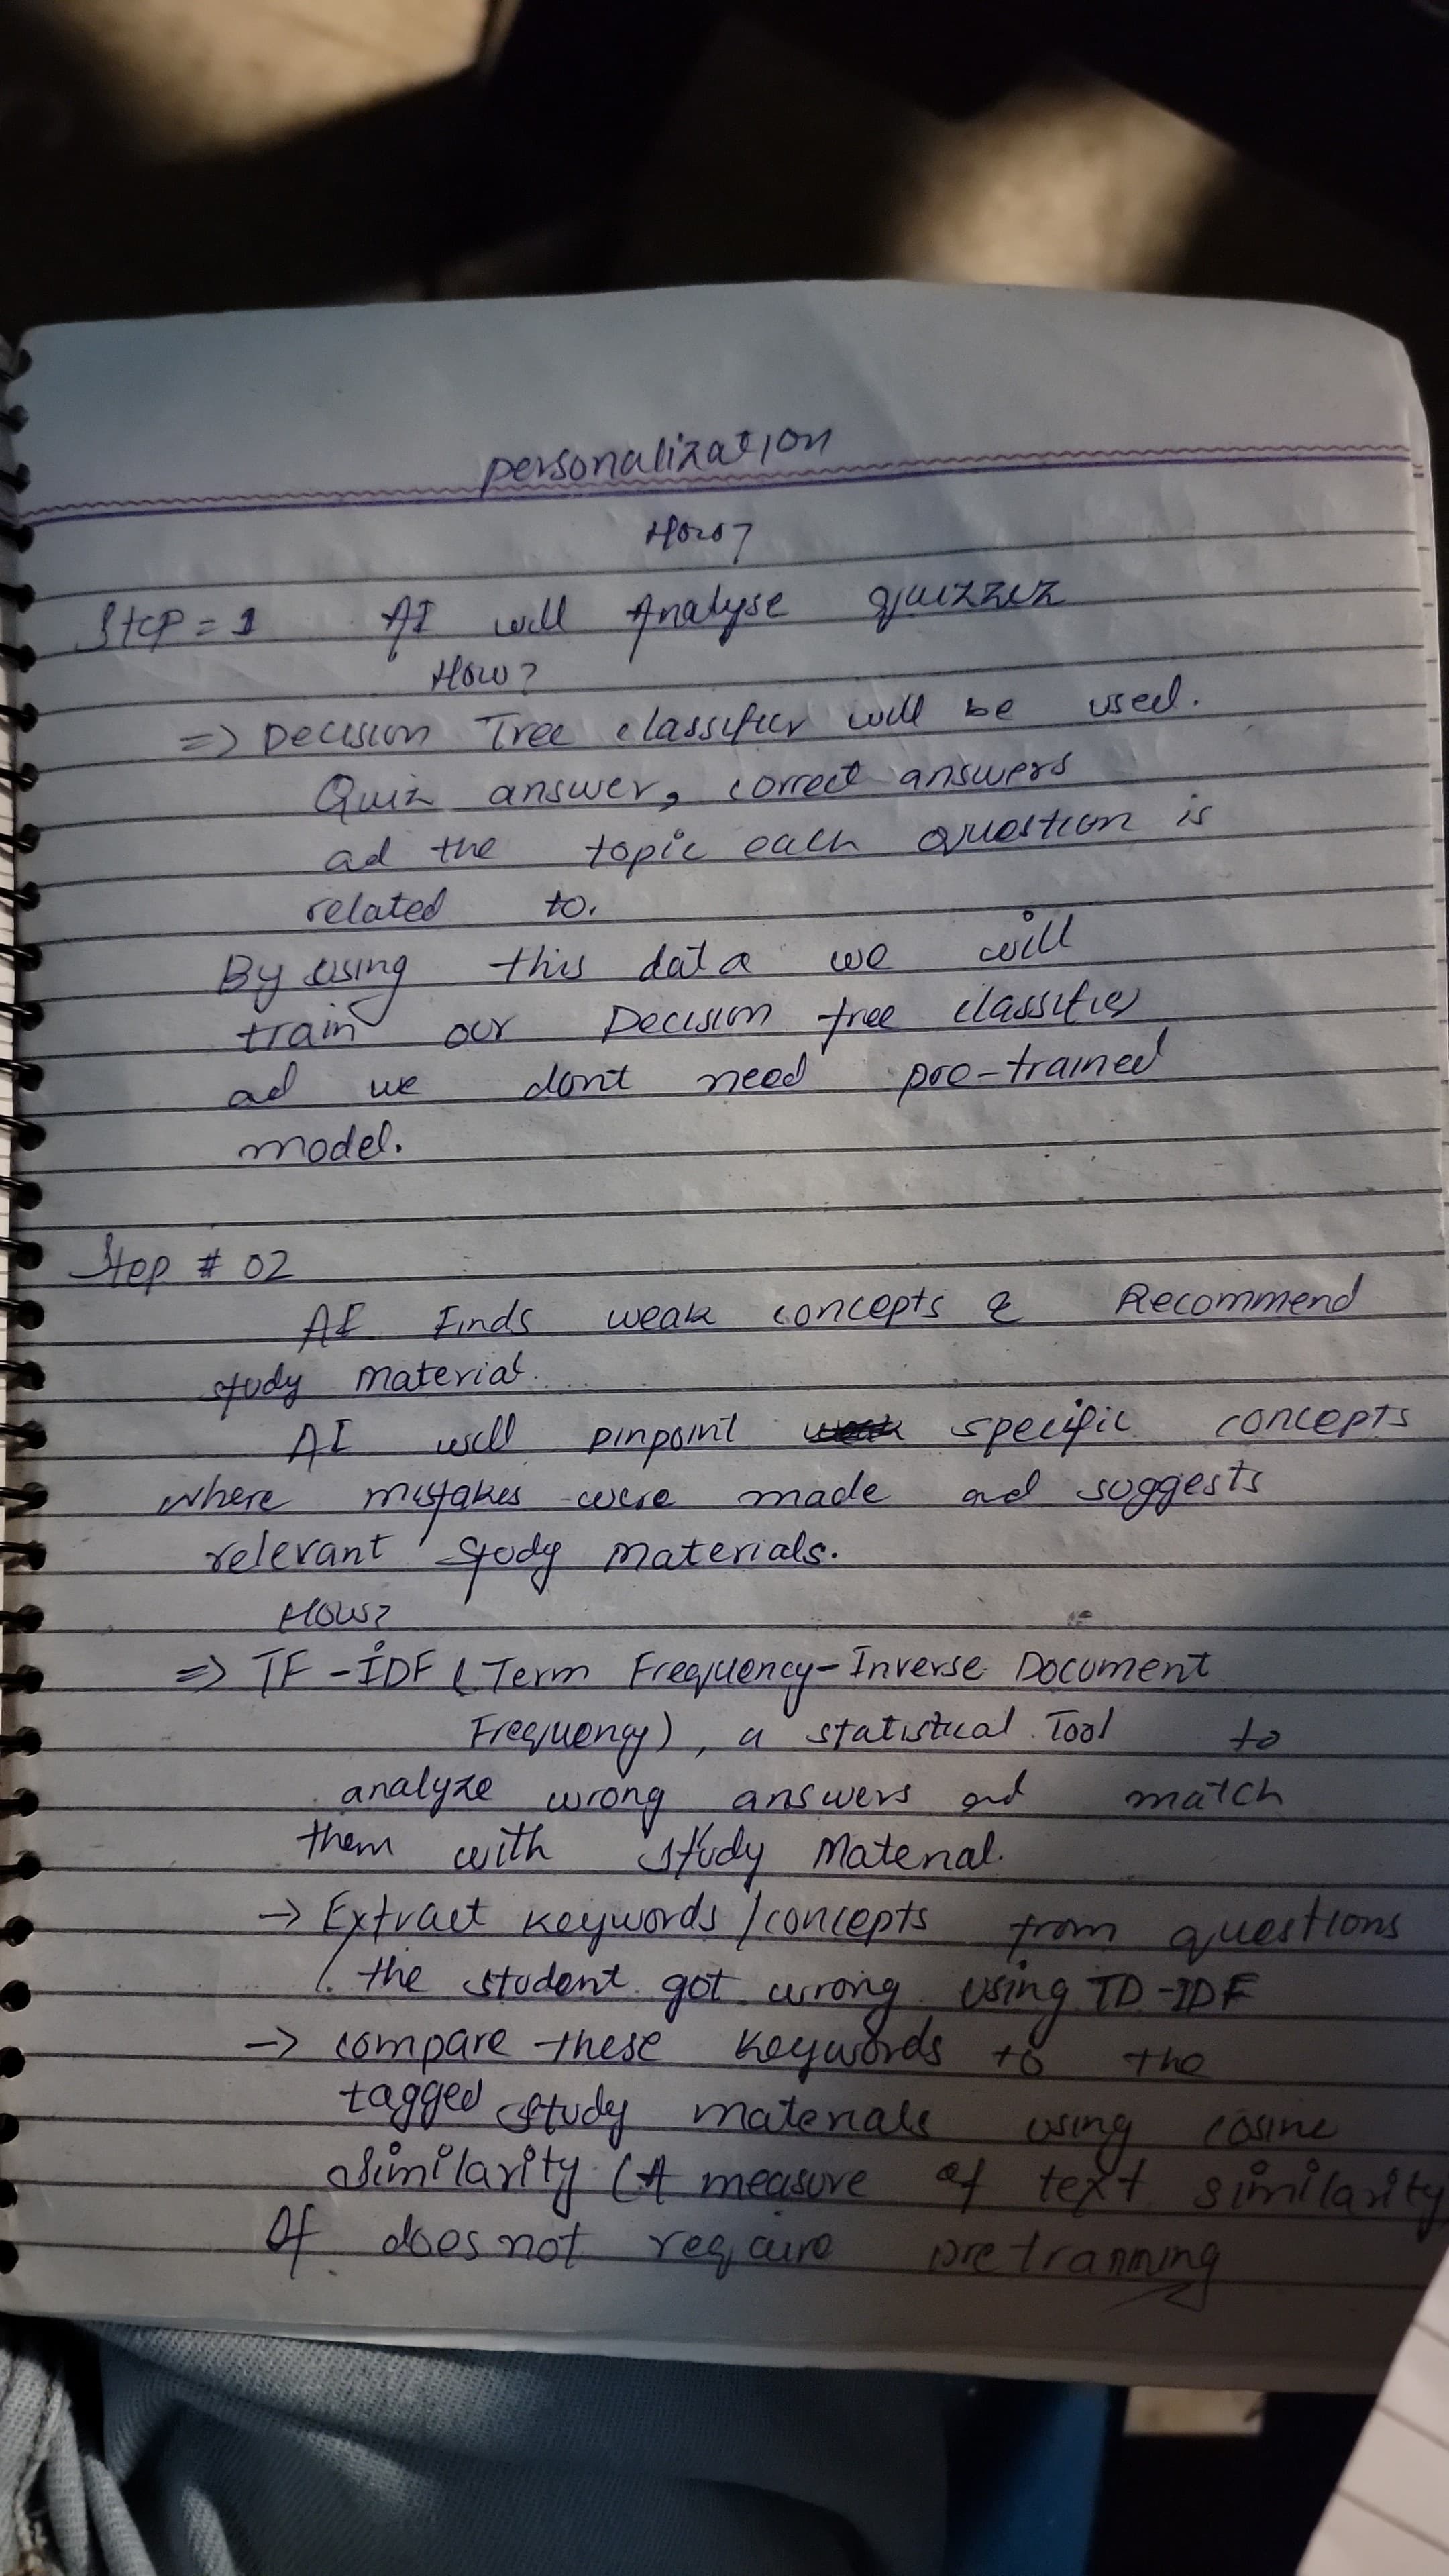 personalization
How?
Step = 1 AI will Analyse quizzez
How?
=> Decision Tree classifier will be used.
Quiz answer, correct answers
ad the topic each question is
related to.
By using this data we will
train our Decision tree classifier
ad we dont need pre-trained
model.
Step # 02
AI Finds weak concepts & Recommend
study material.
AI will pinpoint specific concepts
where mistakes were made and suggests
relevant study materials.
How?
=> TF-IDF (Term Frequency-Inverse Document
Frequency), a statistical Tool to
analyze wrong answers and match
them with study Material.
-> Extract keywords/concepts from questions
the student got wrong using TD-IDF
-> compare these keywords to the
tagged study materials using cosine
similarity (A measure of text similarity
does not require pretranning